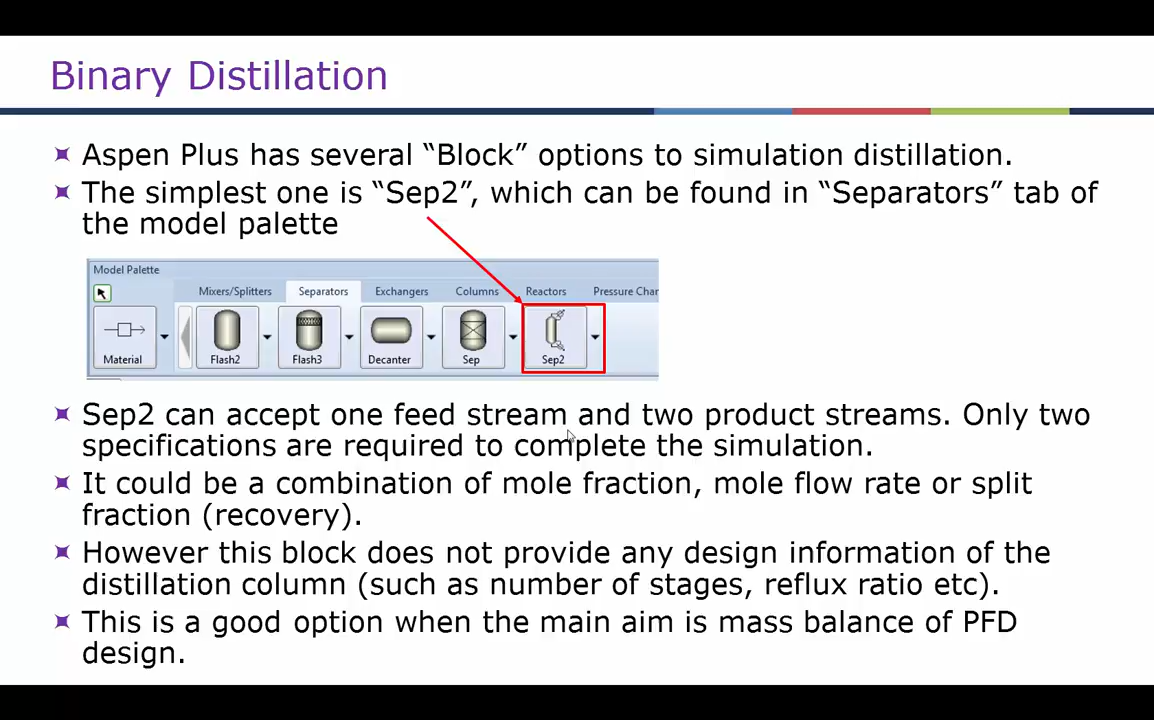 Binary Distillation
Aspen Plus has several “Block” options to simulation distillation.
The simplest one is “Sep2”, which can be found in “Separators” tab of
the model palette
Model Palette
Mixers/Splitters Separators Exchangers Columns Reactors Pressure Char
Material Flash2 Flash3 Decanter Sep Sep2
Sep2 can accept one feed stream and two product streams. Only two
specifications are required to complete the simulation.
It could be a combination of mole fraction, mole flow rate or split
fraction (recovery).
However this block does not provide any design information of the
distillation column (such as number of stages, reflux ratio etc).
This is a good option when the main aim is mass balance of PFD
design.